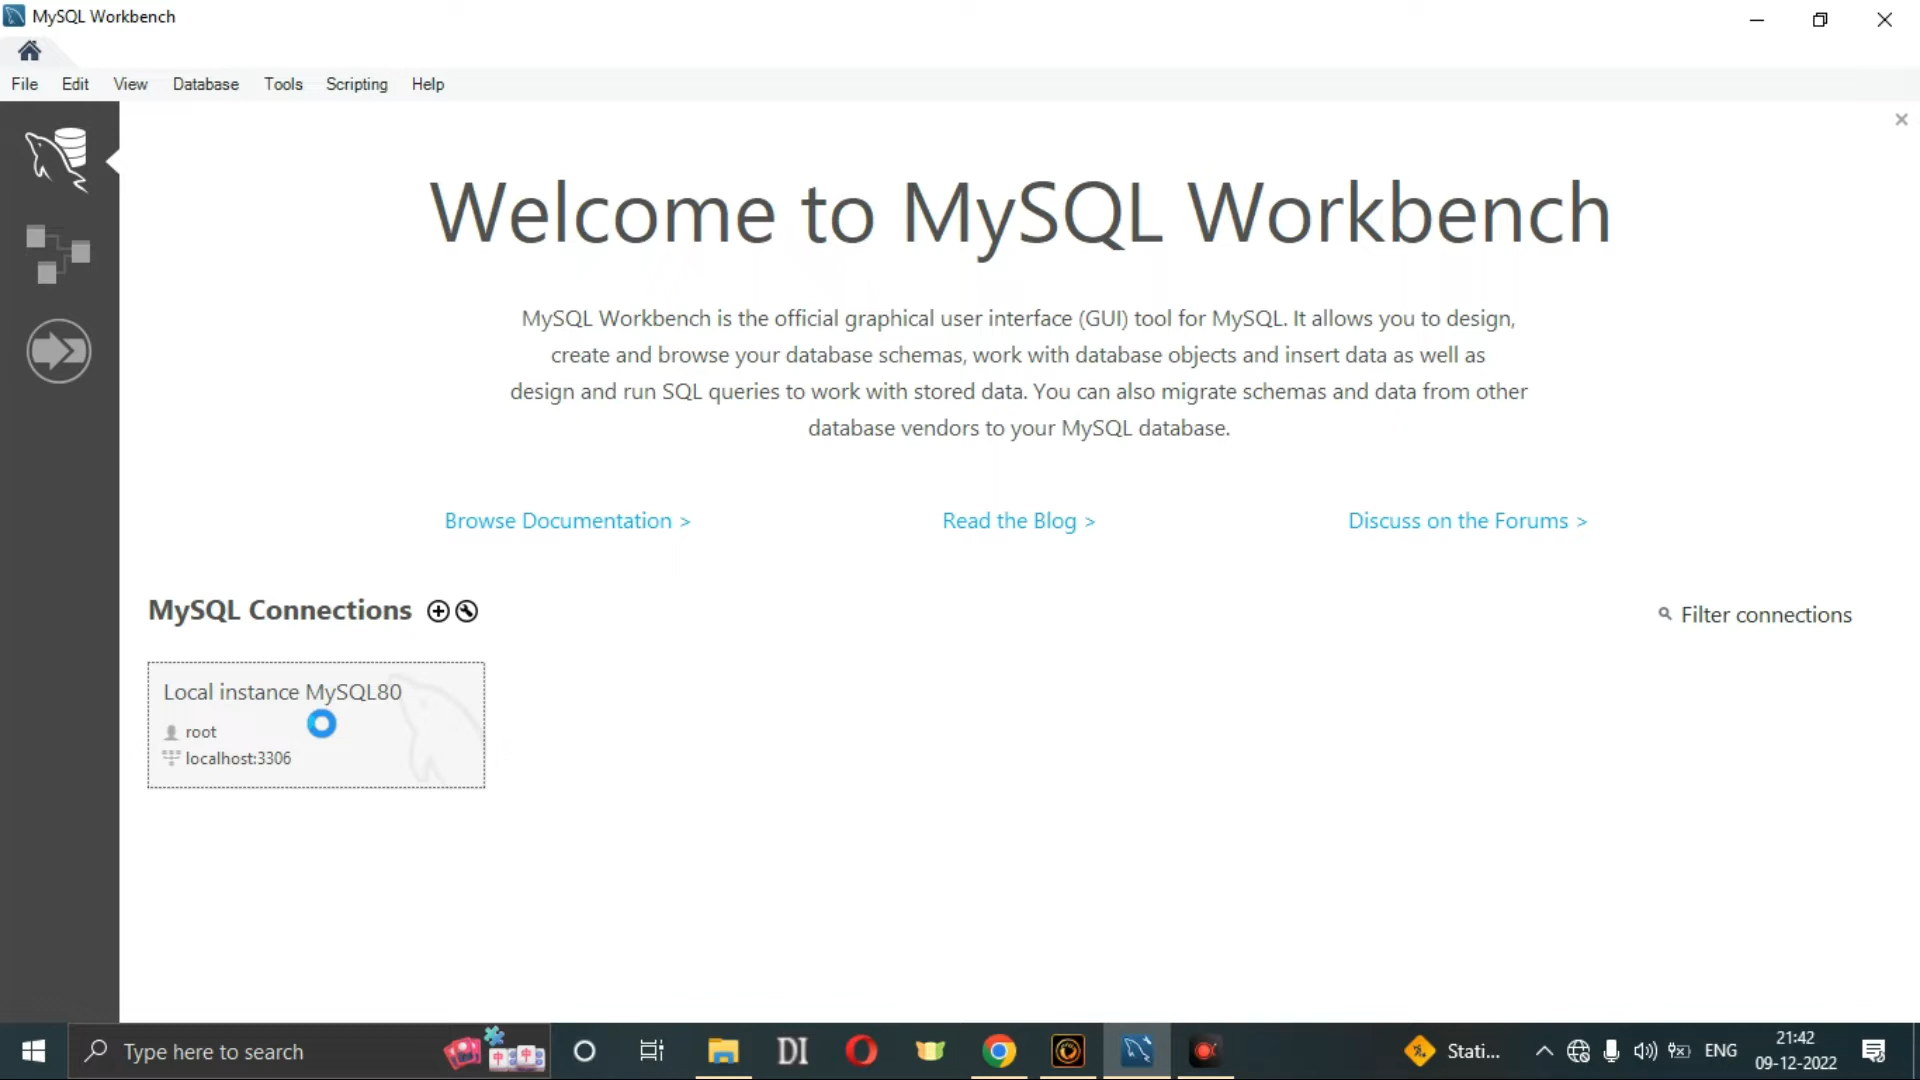 MySQL Workbench
File Edit View Database Tools Scripting Help
Welcome to MySQL Workbench
MySQL Workbench is the official graphical user interface (GUI) tool for MySQL. It allows you to design,
create and browse your database schemas, work with database objects and insert data as well as
design and run SQL queries to work with stored data. You can also migrate schemas and data from other
database vendors to your MySQL database.
Browse Documentation > Read the Blog > Discuss on the Forums >
MySQL Connections
Filter connections
Local instance MySQL80
root
localhost:3306
Type here to search
DI
Stati...
ENG
21:42
09-12-2022